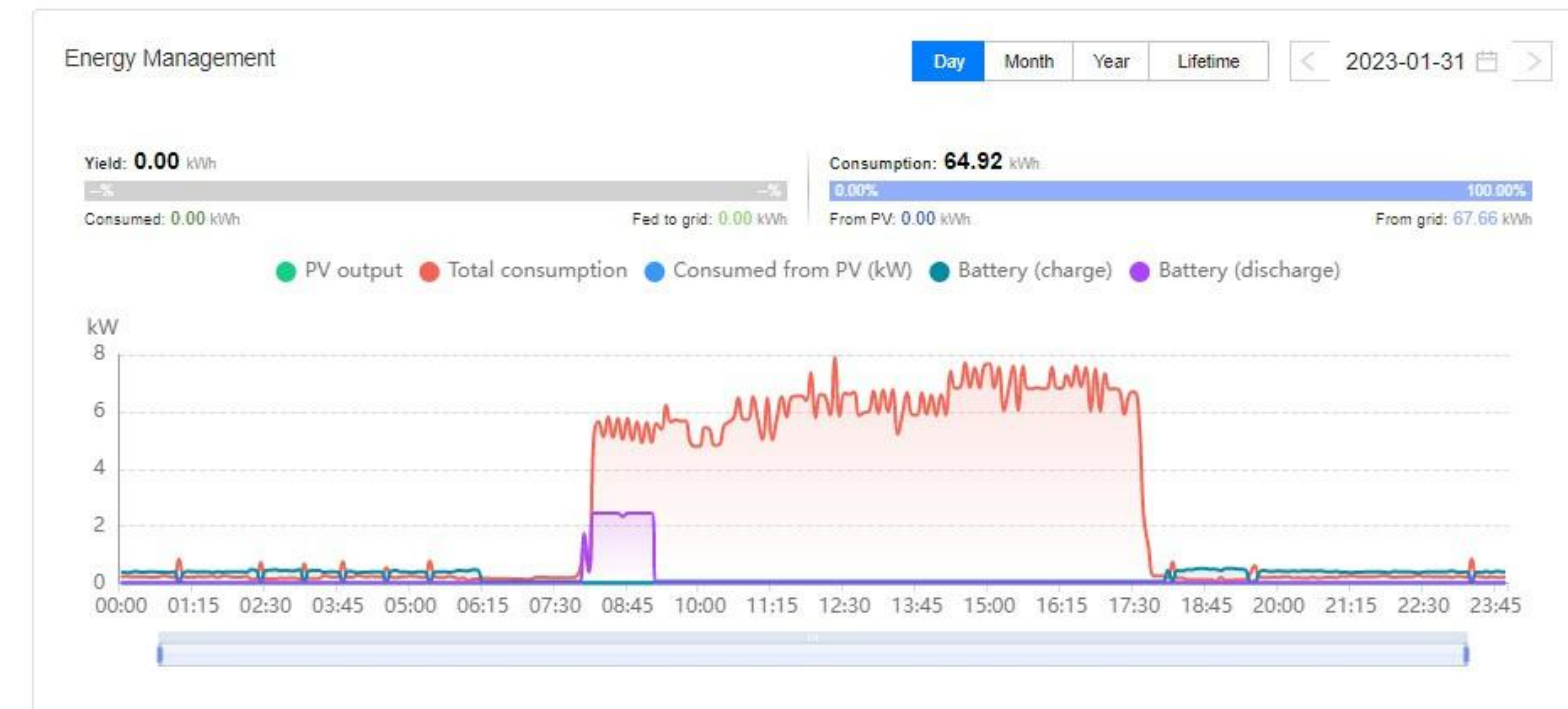 Energy Management
Day Month Year Lifetime < 2023-01-31 >
Yield: 0.00 kWh
Consumption: 64.92 kWh
--% --%
0.00% 100.00%
Consumed: 0.00 kWh Fed to grid: 0.00 kWh
From PV: 0.00 kWh From grid: 67.66 kWh
PV output Total consumption Consumed from PV (kW) Battery (charge) Battery (discharge)
kW
8
6
4
2
0
00:00 01:15 02:30 03:45 05:00 06:15 07:30 08:45 10:00 11:15 12:30 13:45 15:00 16:15 17:30 18:45 20:00 21:15 22:30 23:45